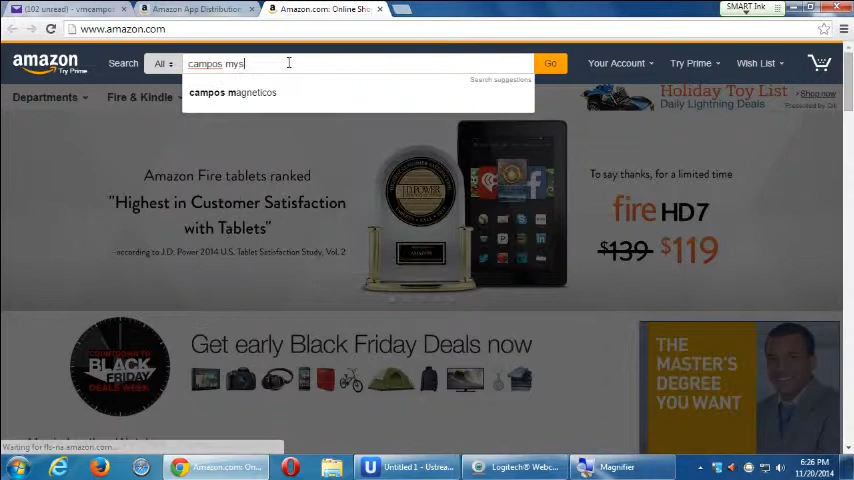 (102 unread) - vmcampos
Amazon App Distribution
Amazon.com: Online Sho
SMART Ink
www.amazon.com
amazon
Try Prime
Search
All
campos mys
Go
Your Account
Try Prime
Wish List
Search suggestions
campos magneticos
Departments
Fire & Kindle
Holiday Toy List
Daily Lightning Deals
Shop now
Amazon Fire tablets ranked
"Highest in Customer Satisfaction
with Tablets"
—according to J.D. Power 2014 U.S. Tablet Satisfaction Study, Vol. 2
J.D. POWER
To say thanks, for a limited time
fire HD7
$139 $119
COUNTDOWN TO
BLACK
FRIDAY
DEALS WEEK
Get early Black Friday Deals now
THE
MASTER'S
DEGREE
YOU WANT
Waiting for fls-na.amazon.com...
Amazon.com: On...
Untitled 1 - Ustrea...
Logitech® Webc...
Magnifier
6:26 PM
11/20/2014